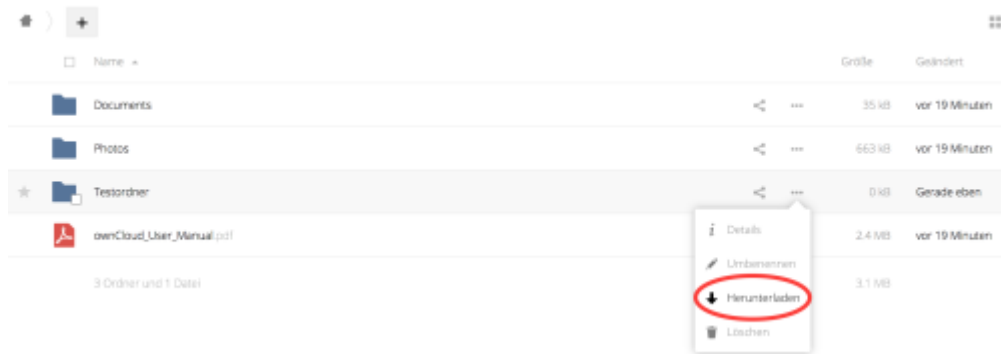 Name Größe Geändert
Documents 35 kB vor 19 Minuten
Photos 663 kB vor 19 Minuten
Testordner 0 kB Gerade eben
ownCloud_User_Manual.pdf 2.4 MB vor 19 Minuten
3 Ordner und 1 Datei 3.1 MB
Details
Umbenennen
Herunterladen
Löschen